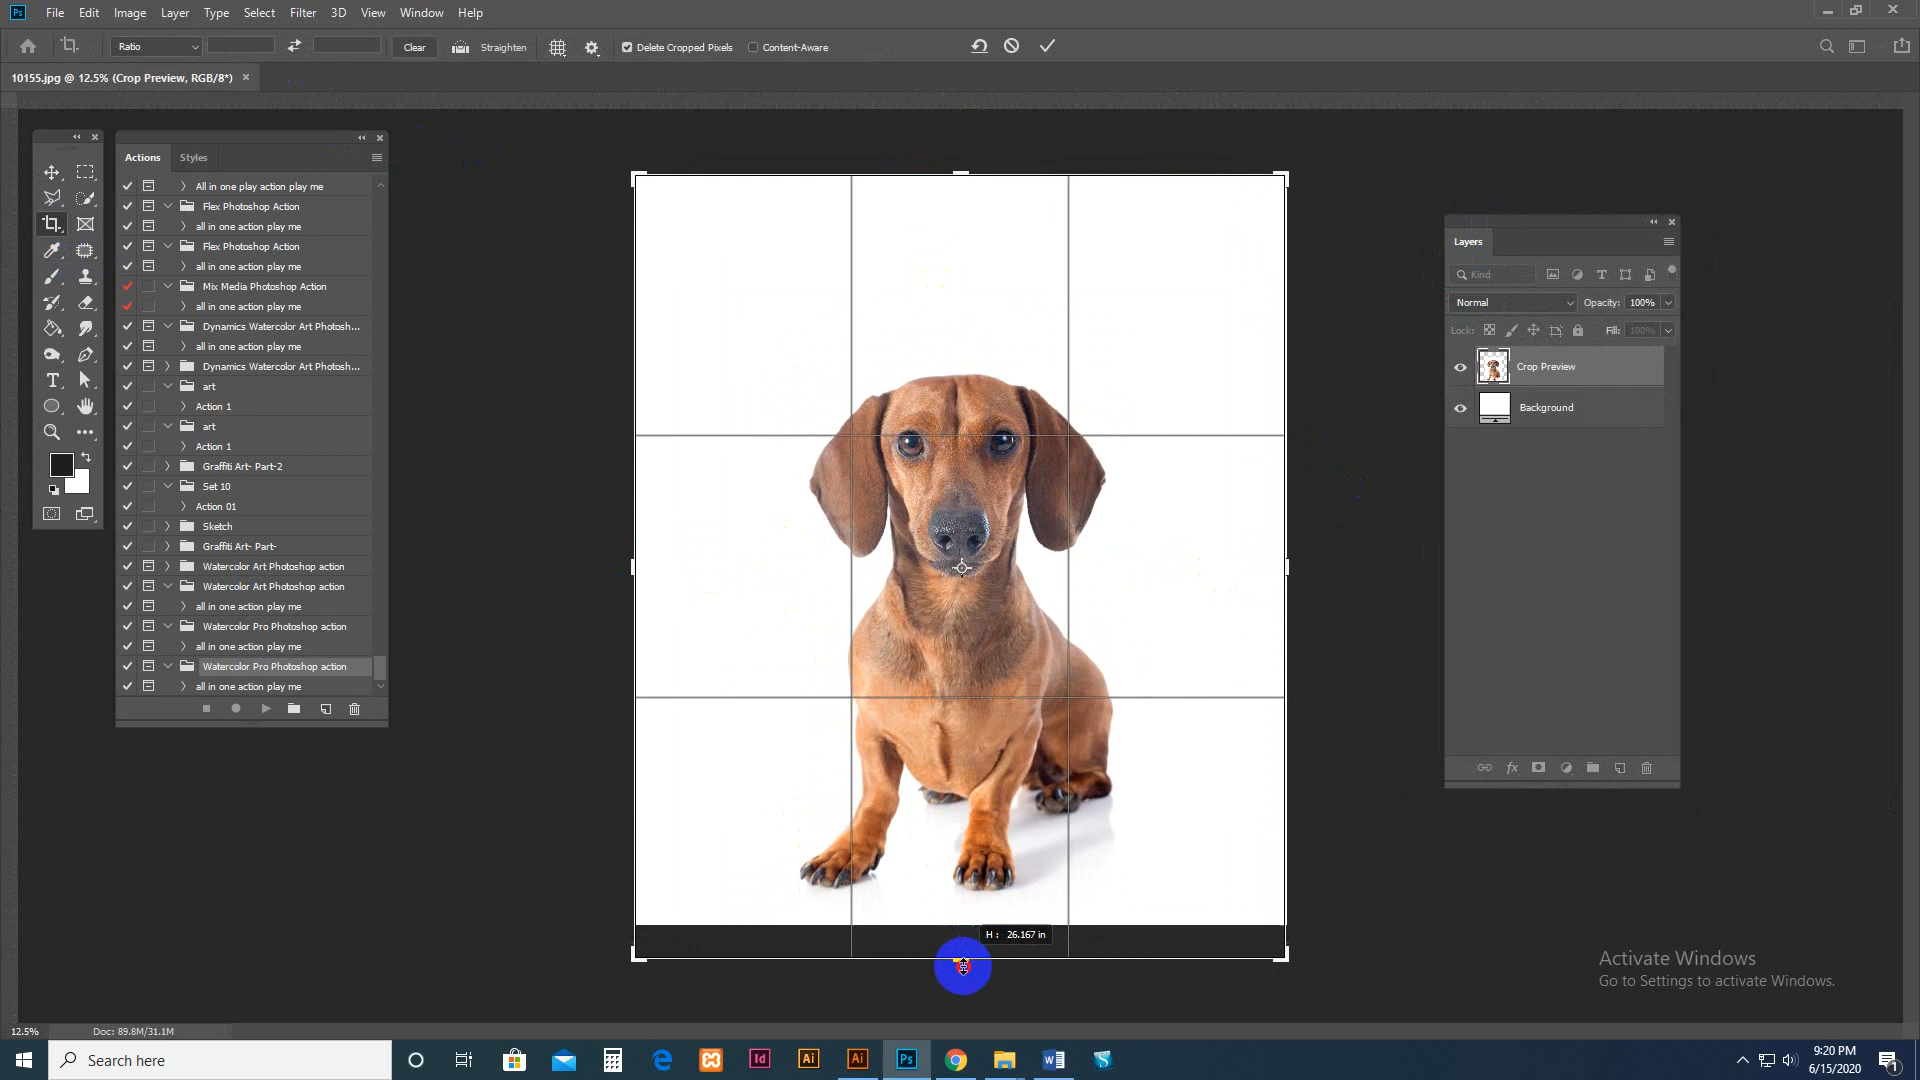 Ps File Edit Image Layer Type Select Filter 3D View Window Help
Ratio Clear Straighten Delete Cropped Pixels Content-Aware
10155.jpg @ 12.5% (Crop Preview, RGB/8*)
Actions Styles
All in one play action play me
Flex Photoshop Action
all in one action play me
Flex Photoshop Action
all in one action play me
Mix Media Photoshop Action
all in one action play me
Dynamics Watercolor Art Photosh...
all in one action play me
Dynamics Watercolor Art Photosh...
art
Action 1
art
Action 1
Graffiti Art- Part-2
Set 10
Action 01
Sketch
Graffiti Art- Part-
Watercolor Art Photoshop action
Watercolor Art Photoshop action
all in one action play me
Watercolor Pro Photoshop action
all in one action play me
Watercolor Pro Photoshop action
all in one action play me
H : 26.167 in
Layers
Kind
Normal Opacity: 100%
Lock: Fill: 100%
Crop Preview
Background
fx
Activate Windows
Go to Settings to activate Windows.
12.5% Doc: 89.8M/31.1M
Search here
Id Ai Ai Ps
9:20 PM
6/15/2020
1